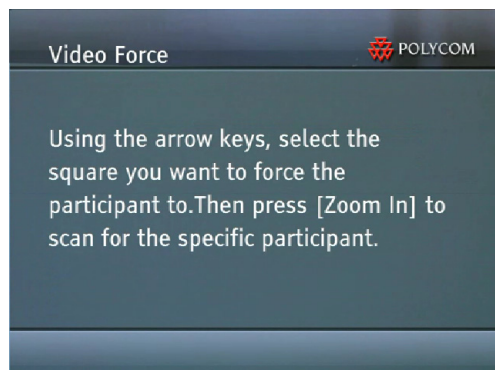 Video Force
POLYCOM
Using the arrow keys, select the
square you want to force the
participant to.Then press [Zoom In] to
scan for the specific participant.